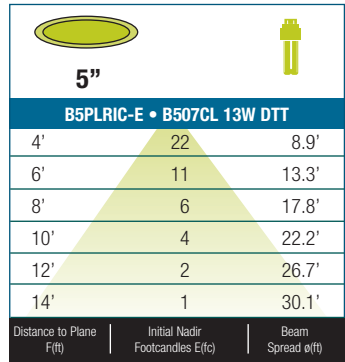 5”
B5PLRIC-E • B507CL 13W DTT
4’ 22 8.9’
6’ 11 13.3’
8’ 6 17.8’
10’ 4 22.2’
12’ 2 26.7’
14’ 1 30.1’
Distance to Plane Initial Nadir Beam
F(ft) Footcandles E(fc) Spread ø(ft)